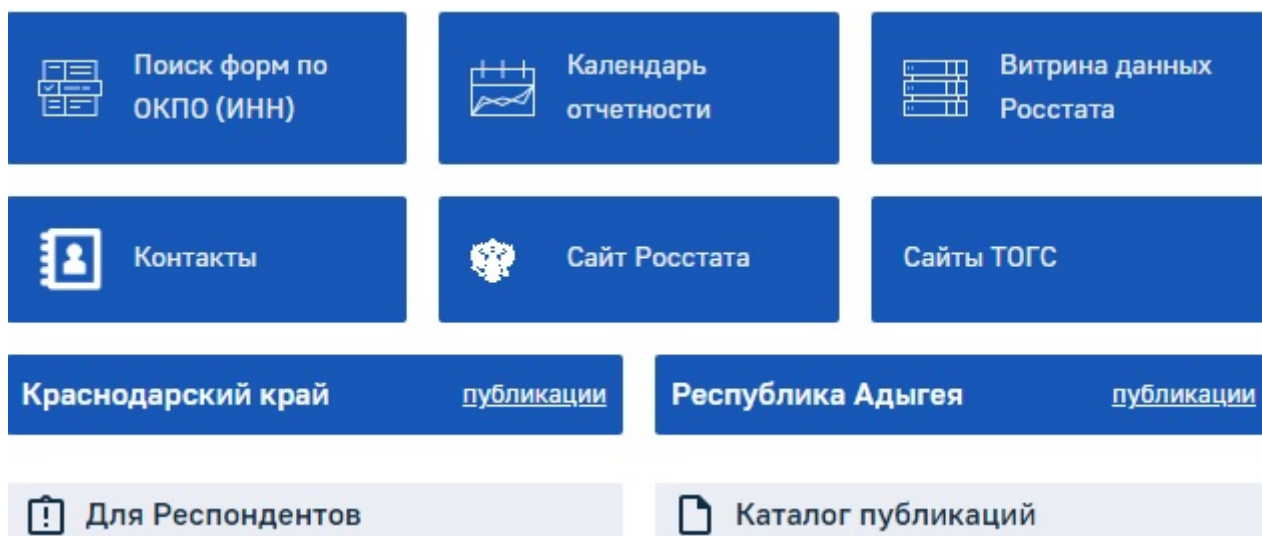 Поиск форм по
ОКПО (ИНН)
Календарь
отчетности
Витрина данных
Росстата
Контакты
Сайт Росстата
Сайты ТОГС
Краснодарский край
публикации
Республика Адыгея
публикации
Для Респондентов
Каталог публикаций